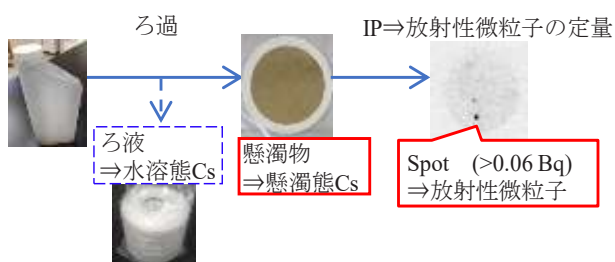 ろ過
IP⇒放射性微粒子の定量
ろ液
⇒水溶態Cs
懸濁物
⇒懸濁態Cs
Spot (>0.06 Bq)
⇒放射性微粒子